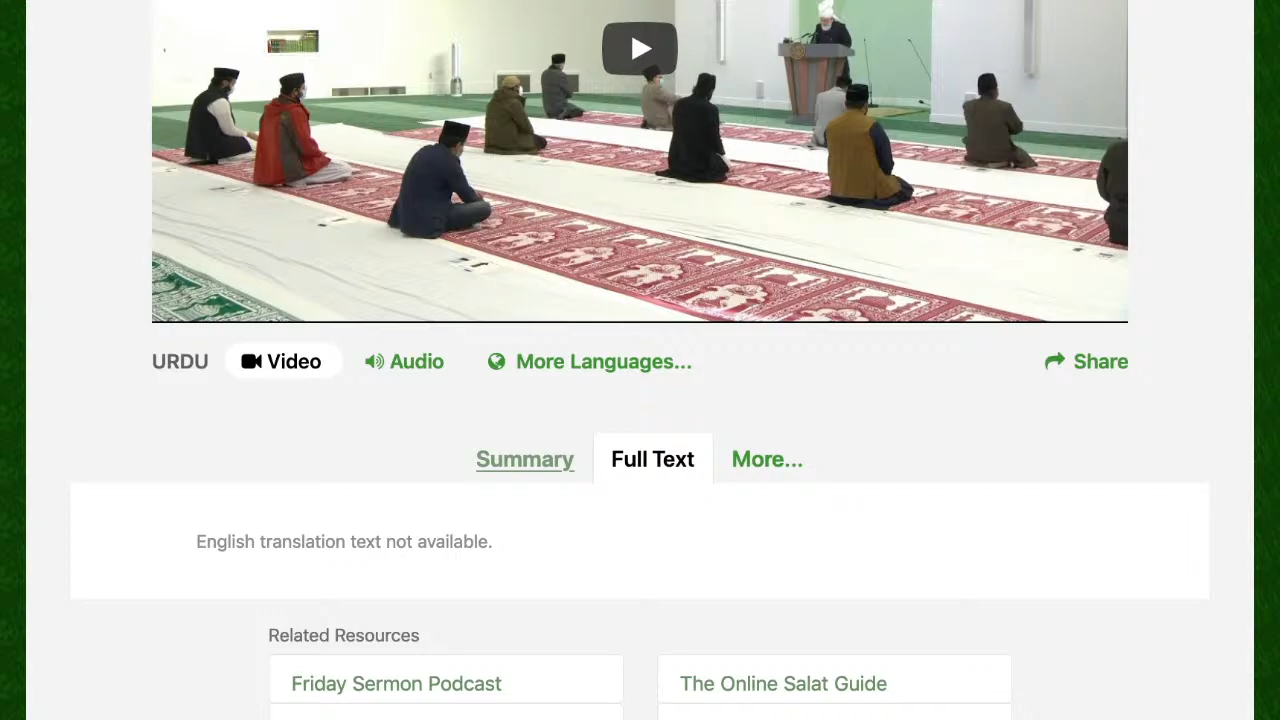 URDU Video Audio More Languages... Share
Summary Full Text More...
English translation text not available.
Related Resources
Friday Sermon Podcast The Online Salat Guide